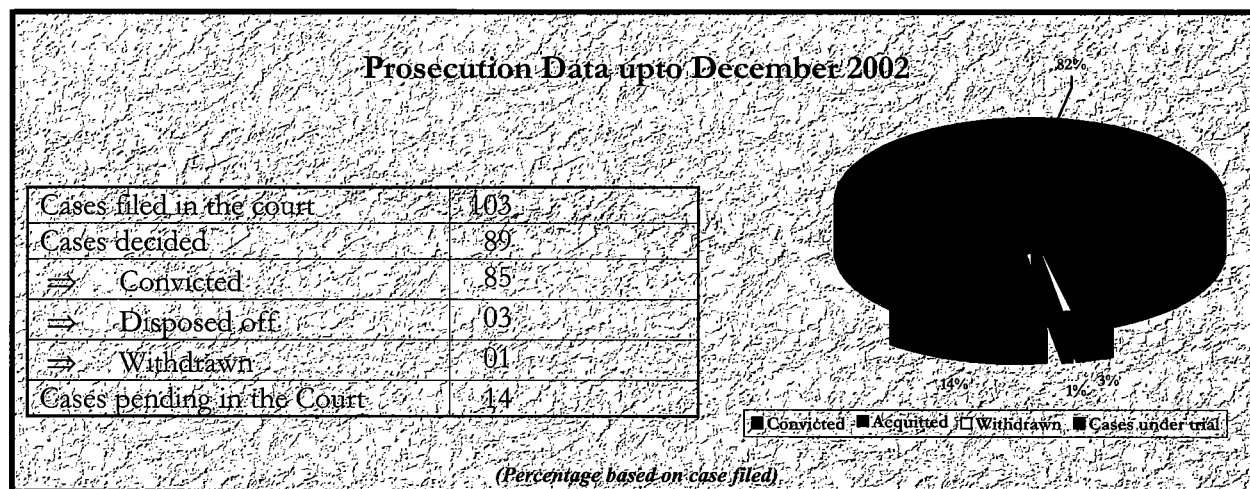 Prosecution Data upto December 2002
82%
Cases filed in the court 103
Cases decided 89
⇒ Convicted 85
⇒ Disposed off 03
⇒ Withdrawn 01
Cases pending in the Court 14
14% 1% 3%
Convicted Acquitted Withdrawn Cases under trial
(Percentage based on case filed)